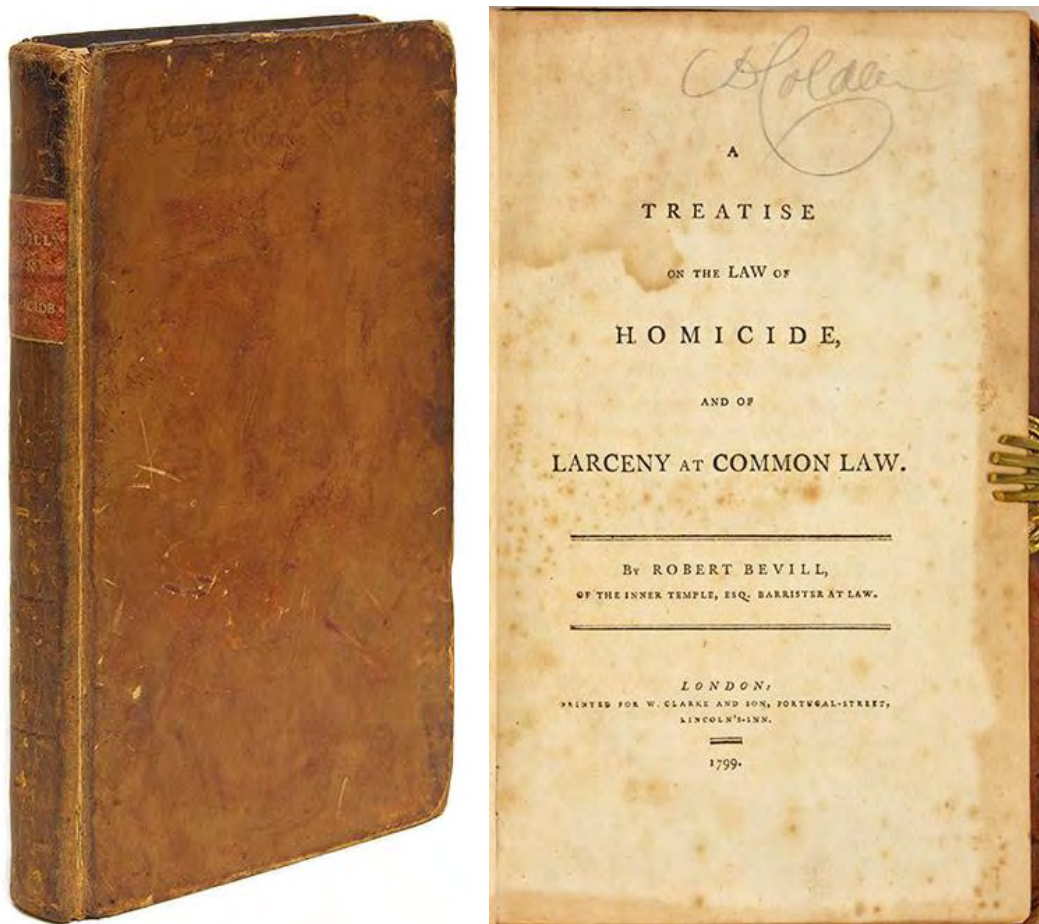 A
TREATISE
ON THE LAW OF
HOMICIDE,
AND OF
LARCENY AT COMMON LAW.
BY ROBERT BEVILL,
OF THE INNER TEMPLE, ESQ. BARRISTER AT LAW.
LONDON:
PRINTED FOR W. CLARKE AND SON, PORTUGAL-STREET,
LINCOLN'S-INN.
1799.